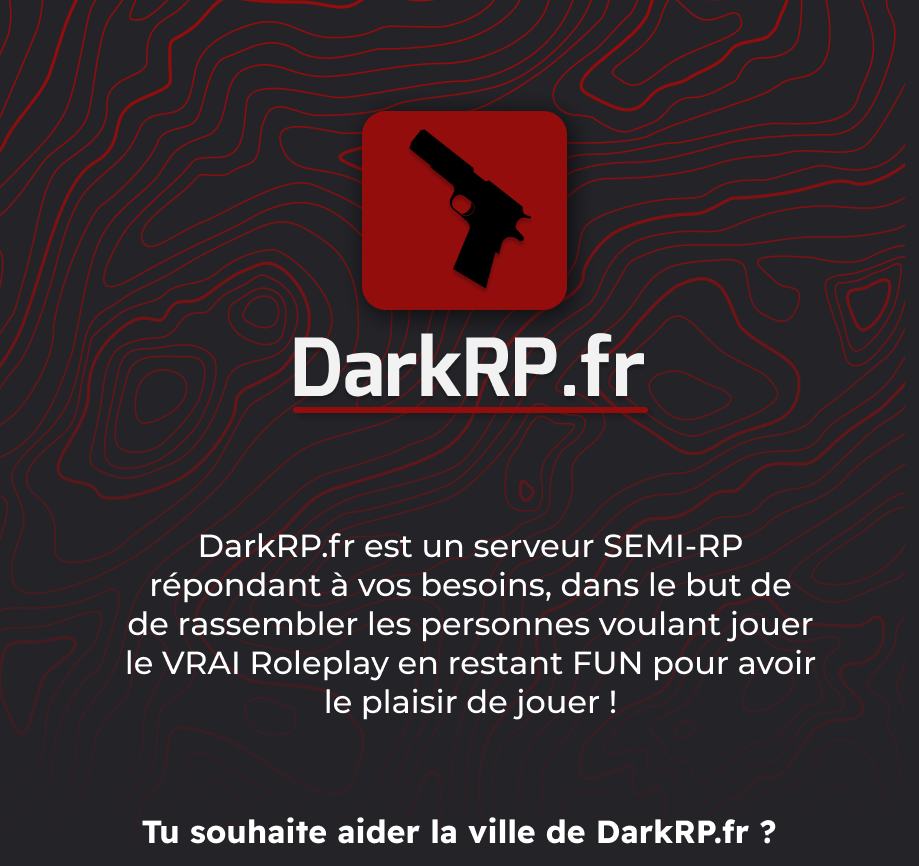 DarkRP.fr
DarkRP.fr est un serveur SEMI-RP
répondant à vos besoins, dans le but de
de rassembler les personnes voulant jouer
le VRAI Roleplay en restant FUN pour avoir
le plaisir de jouer !
Tu souhaite aider la ville de DarkRP.fr ?